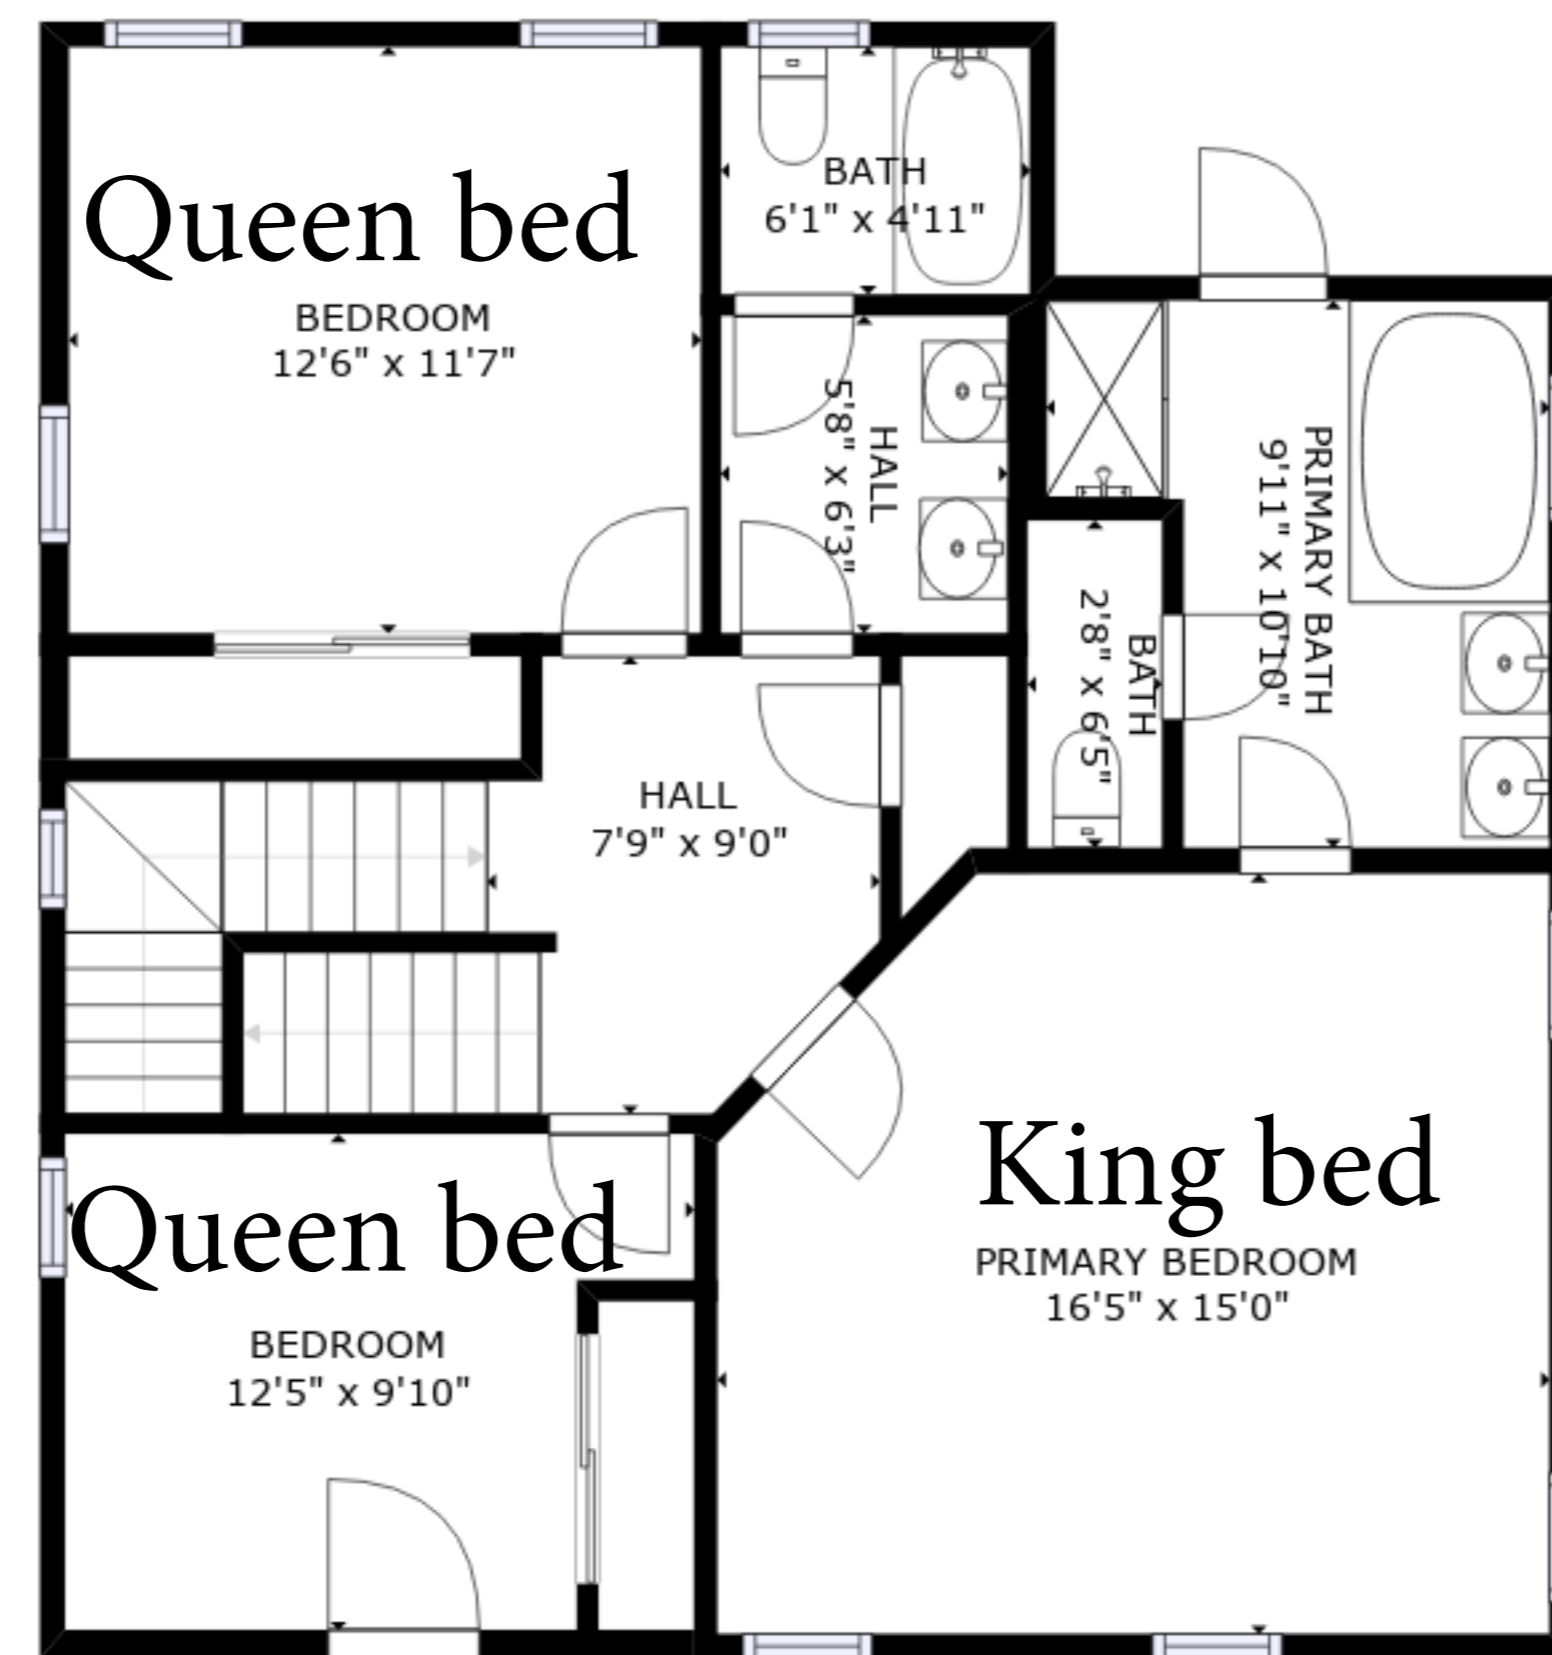 Queen bed
BEDROOM
12'6" x 11'7"
BATH
6'1" x 4'11"
HALL
5'8" x 6'3"
PRIMARY BATH
9'11" x 10'10"
BATH
2'8" x 6'5"
HALL
7'9" x 9'0"
Queen bed
BEDROOM
12'5" x 9'10"
King bed
PRIMARY BEDROOM
16'5" x 15'0"